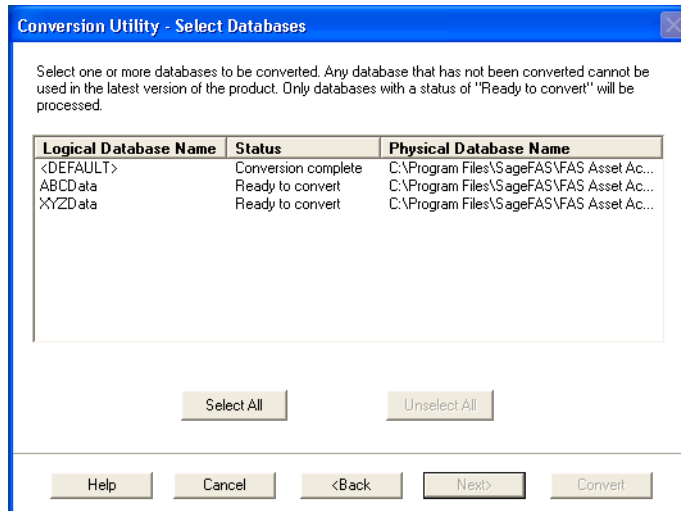 Conversion Utility - Select Databases
Select one or more databases to be converted. Any database that has not been converted cannot be
used in the latest version of the product. Only databases with a status of "Ready to convert" will be
processed.
Logical Database Name Status Physical Database Name
<DEFAULT> Conversion complete C:\Program Files\SageFAS\FAS Asset Ac...
ABCData Ready to convert C:\Program Files\SageFAS\FAS Asset Ac...
XYZData Ready to convert C:\Program Files\SageFAS\FAS Asset Ac...
Select All Unselect All
Help Cancel <Back Next> Convert